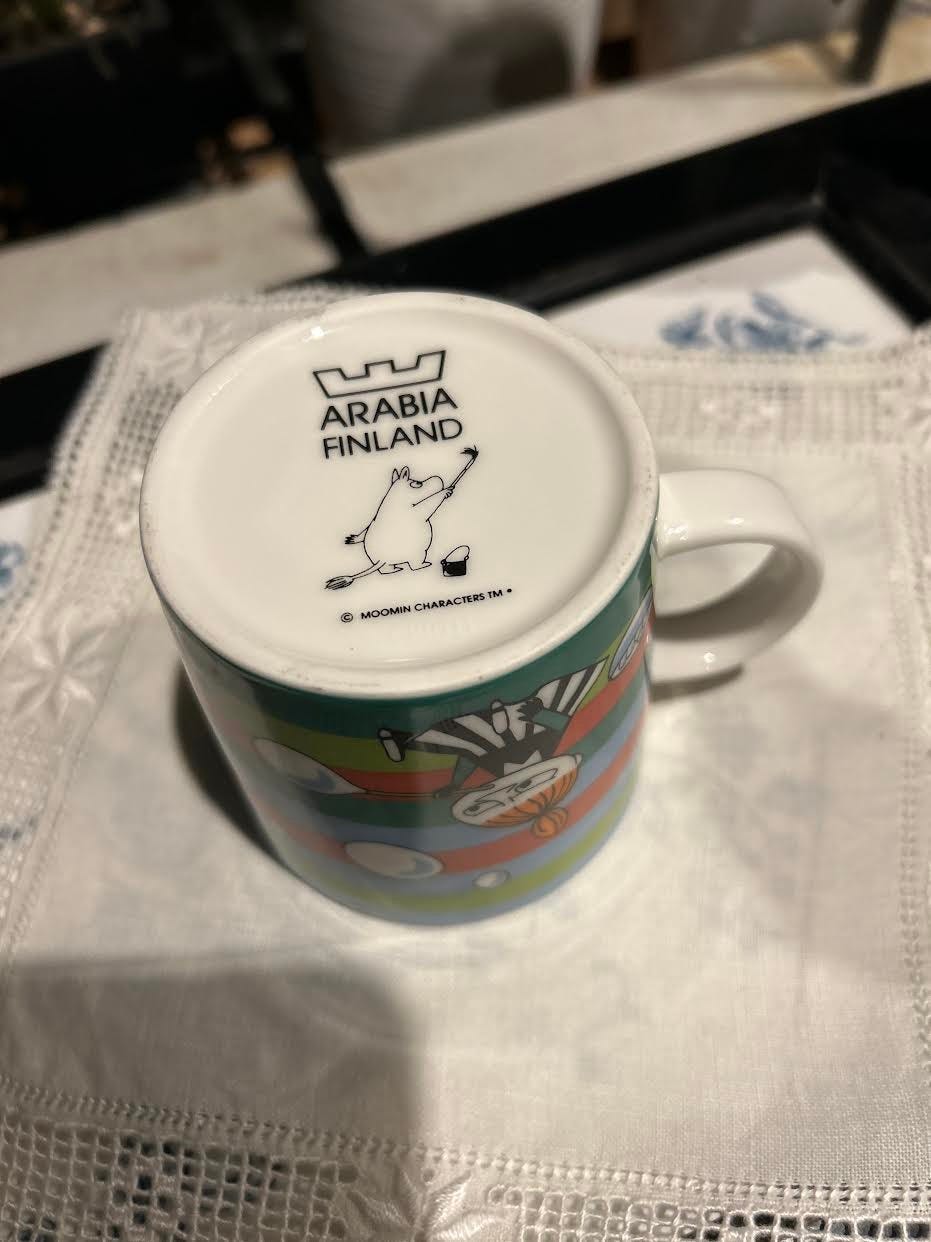 ARABIA
FINLAND
© MOOMIN CHARACTERS TM •